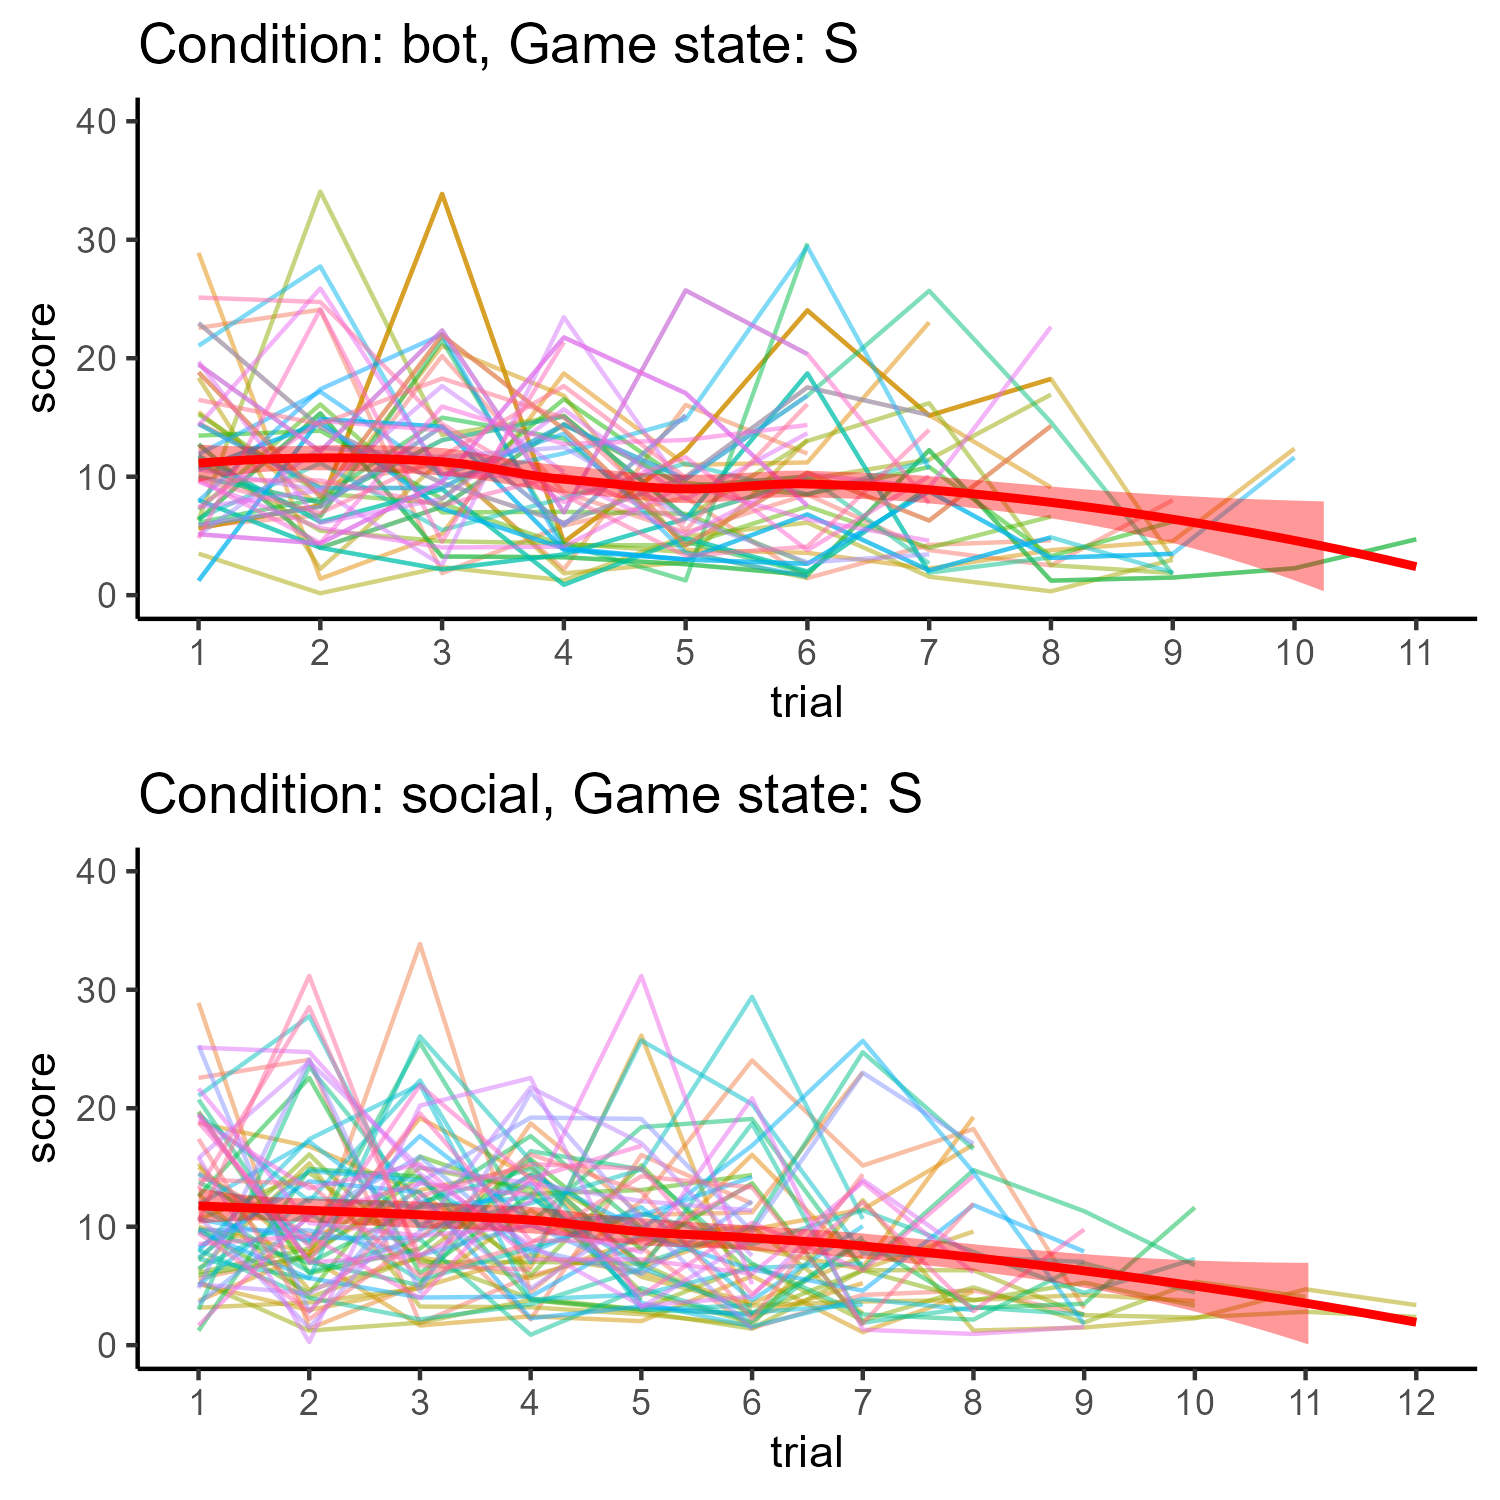 Condition: bot, Game state: S
40
30
20
10
0
score
1 2 3 4 5 6 7 8 9 10 11
trial
Condition: social, Game state: S
40
30
20
10
0
score
1 2 3 4 5 6 7 8 9 10 11 12
trial